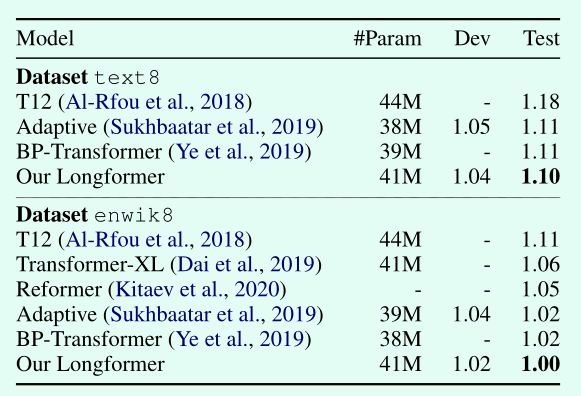 Model #Param Dev Test
Dataset text8
T12 (Al-Rfou et al., 2018) 44M - 1.18
Adaptive (Sukhbaatar et al., 2019) 38M 1.05 1.11
BP-Transformer (Ye et al., 2019) 39M - 1.11
Our Longformer 41M 1.04 1.10
Dataset enwik8
T12 (Al-Rfou et al., 2018) 44M - 1.11
Transformer-XL (Dai et al., 2019) 41M - 1.06
Reformer (Kitaev et al., 2020) - - 1.05
Adaptive (Sukhbaatar et al., 2019) 39M 1.04 1.02
BP-Transformer (Ye et al., 2019) 38M - 1.02
Our Longformer 41M 1.02 1.00